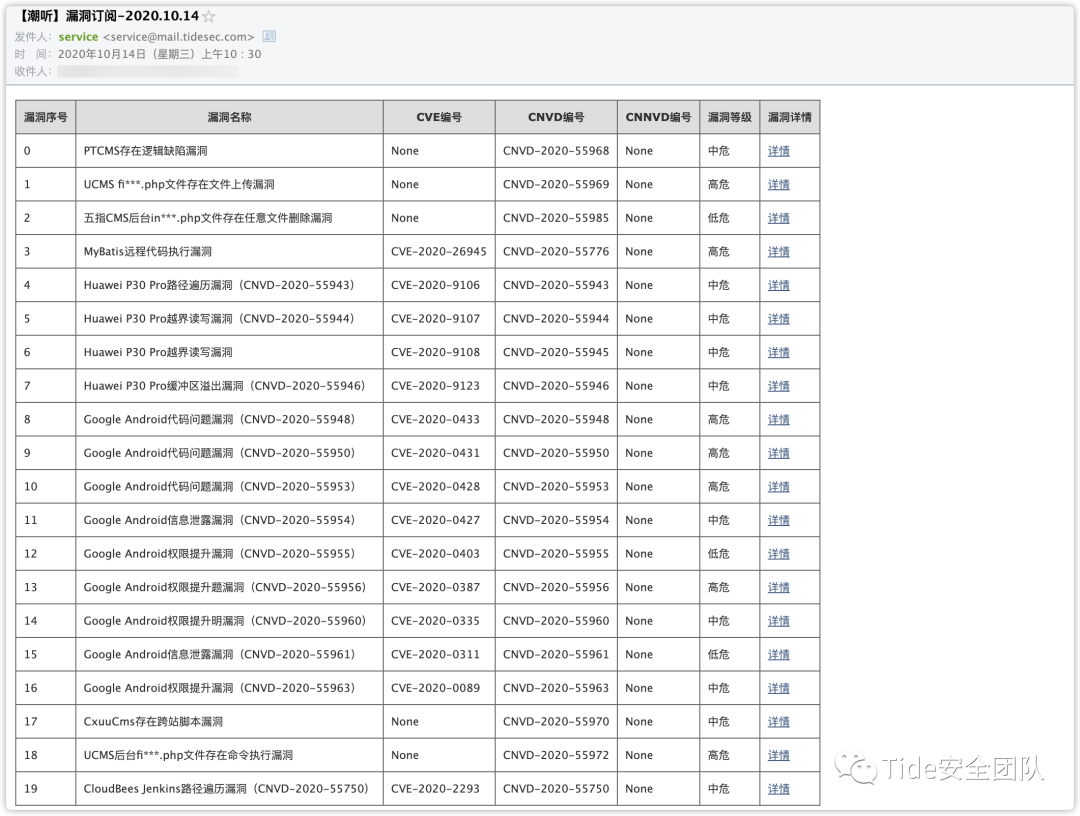 【潮听】漏洞订阅-2020.10.14
发件人: service <service@mail.tidesec.com>
时 间: 2020年10月14日（星期三）上午10 : 30
收件人:
漏洞序号 漏洞名称 CVE编号 CNVD编号 CNNVD编号 漏洞等级 漏洞详情
0 PTCMS存在逻辑缺陷漏洞 None CNVD-2020-55968 None 中危 详情
1 UCMS fi***.php文件存在文件上传漏洞 None CNVD-2020-55969 None 高危 详情
2 五指CMS后台in***.php文件存在任意文件删除漏洞 None CNVD-2020-55985 None 低危 详情
3 MyBatis远程代码执行漏洞 CVE-2020-26945 CNVD-2020-55776 None 高危 详情
4 Huawei P30 Pro路径遍历漏洞（CNVD-2020-55943） CVE-2020-9106 CNVD-2020-55943 None 中危 详情
5 Huawei P30 Pro越界读写漏洞（CNVD-2020-55944） CVE-2020-9107 CNVD-2020-55944 None 中危 详情
6 Huawei P30 Pro越界读写漏洞 CVE-2020-9108 CNVD-2020-55945 None 中危 详情
7 Huawei P30 Pro缓冲区溢出漏洞（CNVD-2020-55946） CVE-2020-9123 CNVD-2020-55946 None 中危 详情
8 Google Android代码问题漏洞（CNVD-2020-55948） CVE-2020-0433 CNVD-2020-55948 None 高危 详情
9 Google Android代码问题漏洞（CNVD-2020-55950） CVE-2020-0431 CNVD-2020-55950 None 高危 详情
10 Google Android代码问题漏洞（CNVD-2020-55953） CVE-2020-0428 CNVD-2020-55953 None 高危 详情
11 Google Android信息泄露漏洞（CNVD-2020-55954） CVE-2020-0427 CNVD-2020-55954 None 中危 详情
12 Google Android权限提升漏洞（CNVD-2020-55955） CVE-2020-0403 CNVD-2020-55955 None 低危 详情
13 Google Android权限提升题漏洞（CNVD-2020-55956） CVE-2020-0387 CNVD-2020-55956 None 高危 详情
14 Google Android权限提升明漏洞（CNVD-2020-55960） CVE-2020-0335 CNVD-2020-55960 None 中危 详情
15 Google Android信息泄露漏洞（CNVD-2020-55961） CVE-2020-0311 CNVD-2020-55961 None 低危 详情
16 Google Android权限提升漏洞（CNVD-2020-55963） CVE-2020-0089 CNVD-2020-55963 None 中危 详情
17 CxuuCms存在跨站脚本漏洞 None CNVD-2020-55970 None 中危 详情
18 UCMS后台fi***.php文件存在命令执行漏洞 None CNVD-2020-55972 None 高危 详情
19 CloudBees Jenkins路径遍历漏洞（CNVD-2020-55750） CVE-2020-2293 CNVD-2020-55750 None 中危 详情
Tide安全团队